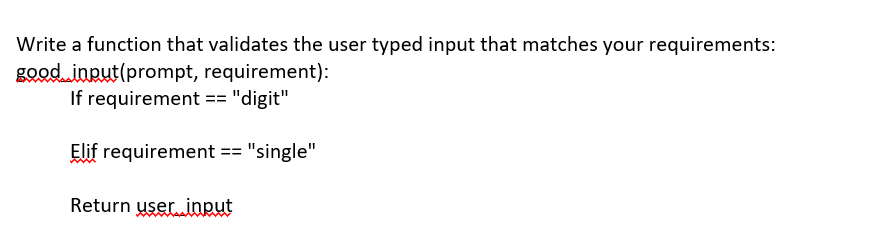 Write a function that validates the user typed input that matches your requirements:
good_input(prompt, requirement):
If requirement == "digit"
Elif requirement == "single"
Return user_input